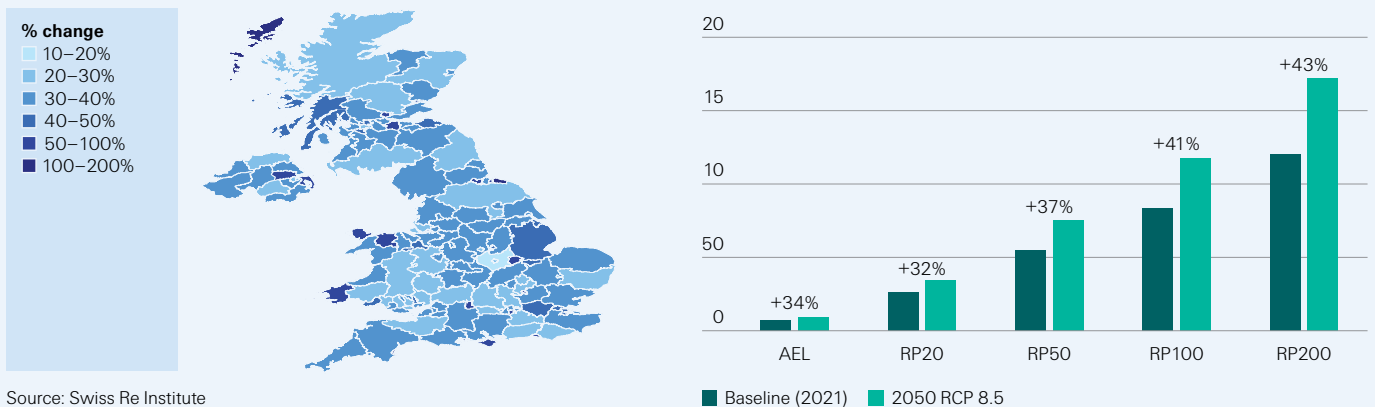 % change
10–20%
20–30%
30–40%
40–50%
50–100%
100–200%
Source: Swiss Re Institute
20
15
10
50
0
+34%
+32%
+37%
+41%
+43%
AEL
RP20
RP50
RP100
RP200
Baseline (2021)
2050 RCP 8.5